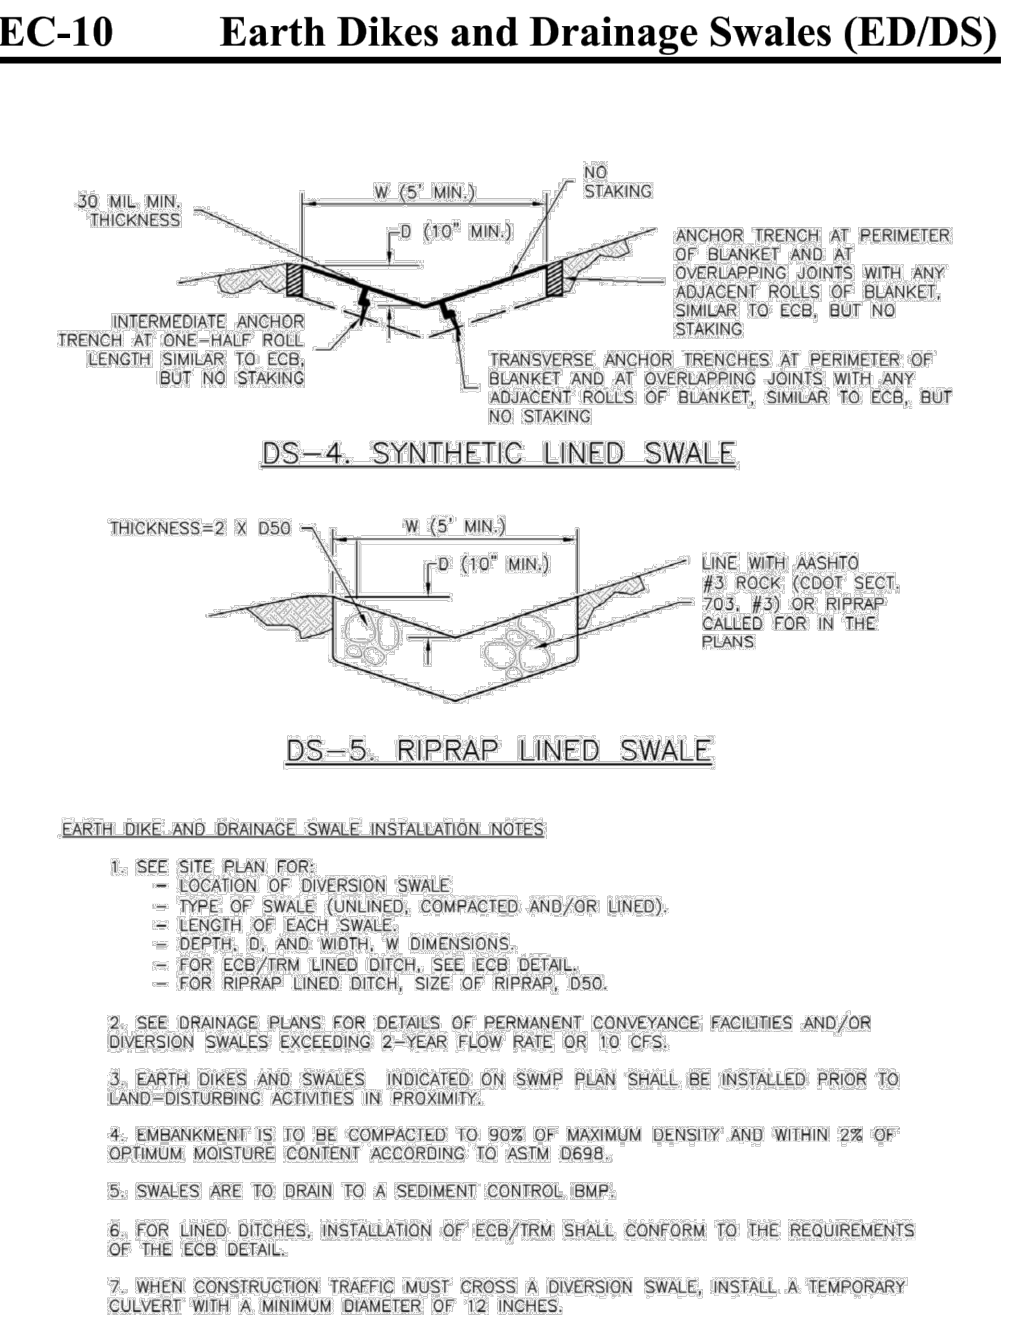 EC-10 Earth Dikes and Drainage Swales (ED/DS)
30 MIL MIN.
THICKNESS
W (5' MIN.)
D (10" MIN.)
NO
STAKING
ANCHOR TRENCH AT PERIMETER
OF BLANKET AND AT
OVERLAPPING JOINTS WITH ANY
ADJACENT ROLLS OF BLANKET,
SIMILAR TO ECB, BUT NO
STAKING
INTERMEDIATE ANCHOR
TRENCH AT ONE-HALF ROLL
LENGTH SIMILAR TO ECB,
BUT NO STAKING
TRANSVERSE ANCHOR TRENCHES AT PERIMETER OF
BLANKET AND AT OVERLAPPING JOINTS WITH ANY
ADJACENT ROLLS OF BLANKET, SIMILAR TO ECB, BUT
NO STAKING
DS-4. SYNTHETIC LINED SWALE
THICKNESS=2 X D50
W (5' MIN.)
D (10" MIN.)
LINE WITH AASHTO
#3 ROCK (CDOT SECT.
703, #3) OR RIPRAP
CALLED FOR IN THE
PLANS
DS-5. RIPRAP LINED SWALE
EARTH DIKE AND DRAINAGE SWALE INSTALLATION NOTES
1. SEE SITE PLAN FOR:
- LOCATION OF DIVERSION SWALE
- TYPE OF SWALE (UNLINED, COMPACTED AND/OR LINED).
- LENGTH OF EACH SWALE.
- DEPTH, D, AND WIDTH, W DIMENSIONS.
- FOR ECB/TRM LINED DITCH, SEE ECB DETAIL.
- FOR RIPRAP LINED DITCH, SIZE OF RIPRAP, D50.
2. SEE DRAINAGE PLANS FOR DETAILS OF PERMANENT CONVEYANCE FACILITIES AND/OR
DIVERSION SWALES EXCEEDING 2-YEAR FLOW RATE OR 10 CFS.
3. EARTH DIKES AND SWALES INDICATED ON SWMP PLAN SHALL BE INSTALLED PRIOR TO
LAND-DISTURBING ACTIVITIES IN PROXIMITY.
4. EMBANKMENT IS TO BE COMPACTED TO 90% OF MAXIMUM DENSITY AND WITHIN 2% OF
OPTIMUM MOISTURE CONTENT ACCORDING TO ASTM D698.
5. SWALES ARE TO DRAIN TO A SEDIMENT CONTROL BMP.
6. FOR LINED DITCHES, INSTALLATION OF ECB/TRM SHALL CONFORM TO THE REQUIREMENTS
OF THE ECB DETAIL.
7. WHEN CONSTRUCTION TRAFFIC MUST CROSS A DIVERSION SWALE, INSTALL A TEMPORARY
CULVERT WITH A MINIMUM DIAMETER OF 12 INCHES.